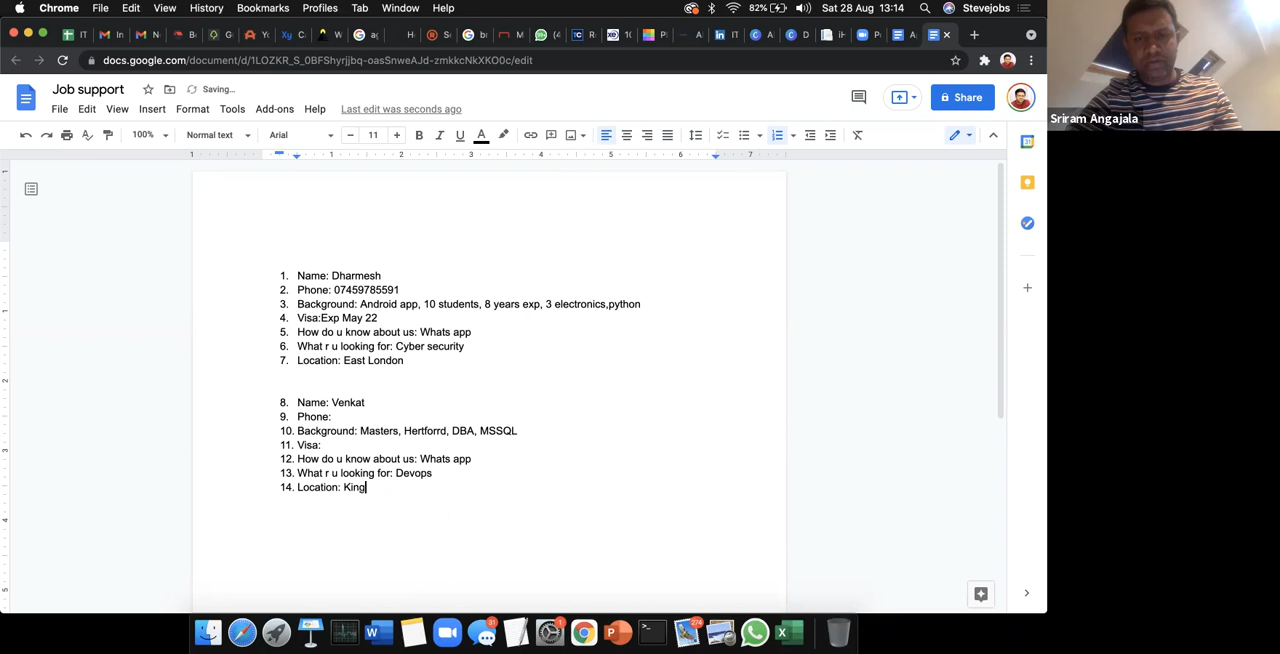 Chrome File Edit View History Bookmarks Profiles Tab Window Help 82% Sat 28 Aug 13:14 Stevejobs
docs.google.com/document/d/1LOZKR_S_0BFShyrjjbq-oasSnweAJd-zmkkcNkXKO0c/edit
Job support Saving...
File Edit View Insert Format Tools Add-ons Help Last edit was seconds ago
Share
Sriram Angajala
100% Normal text Arial 11
1. Name: Dharmesh
2. Phone: 07459785591
3. Background: Android app, 10 students, 8 years exp, 3 electronics,python
4. Visa:Exp May 22
5. How do u know about us: Whats app
6. What r u looking for: Cyber security
7. Location: East London
8. Name: Venkat
9. Phone:
10. Background: Masters, Hertforrd, DBA, MSSQL
11. Visa:
12. How do u know about us: Whats app
13. What r u looking for: Devops
14. Location: King